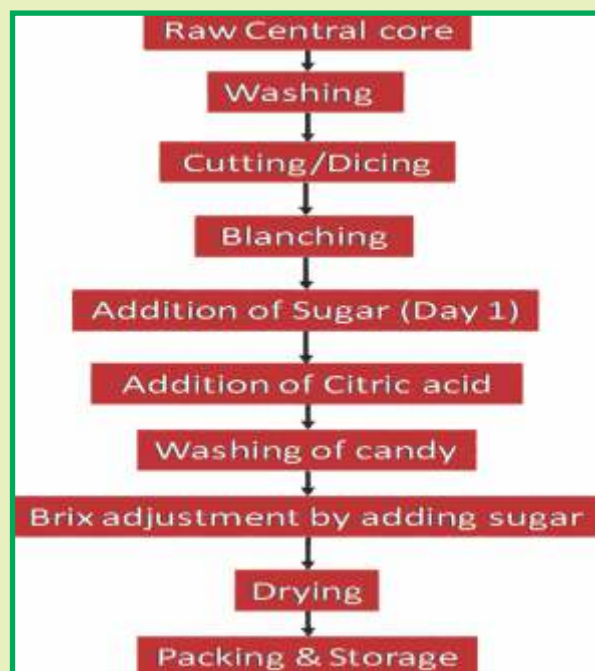 Raw Central core
Washing
Cutting/Dicing
Blanching
Addition of Sugar (Day 1)
Addition of Citric acid
Washing of candy
Brix adjustment by adding sugar
Drying
Packing & Storage